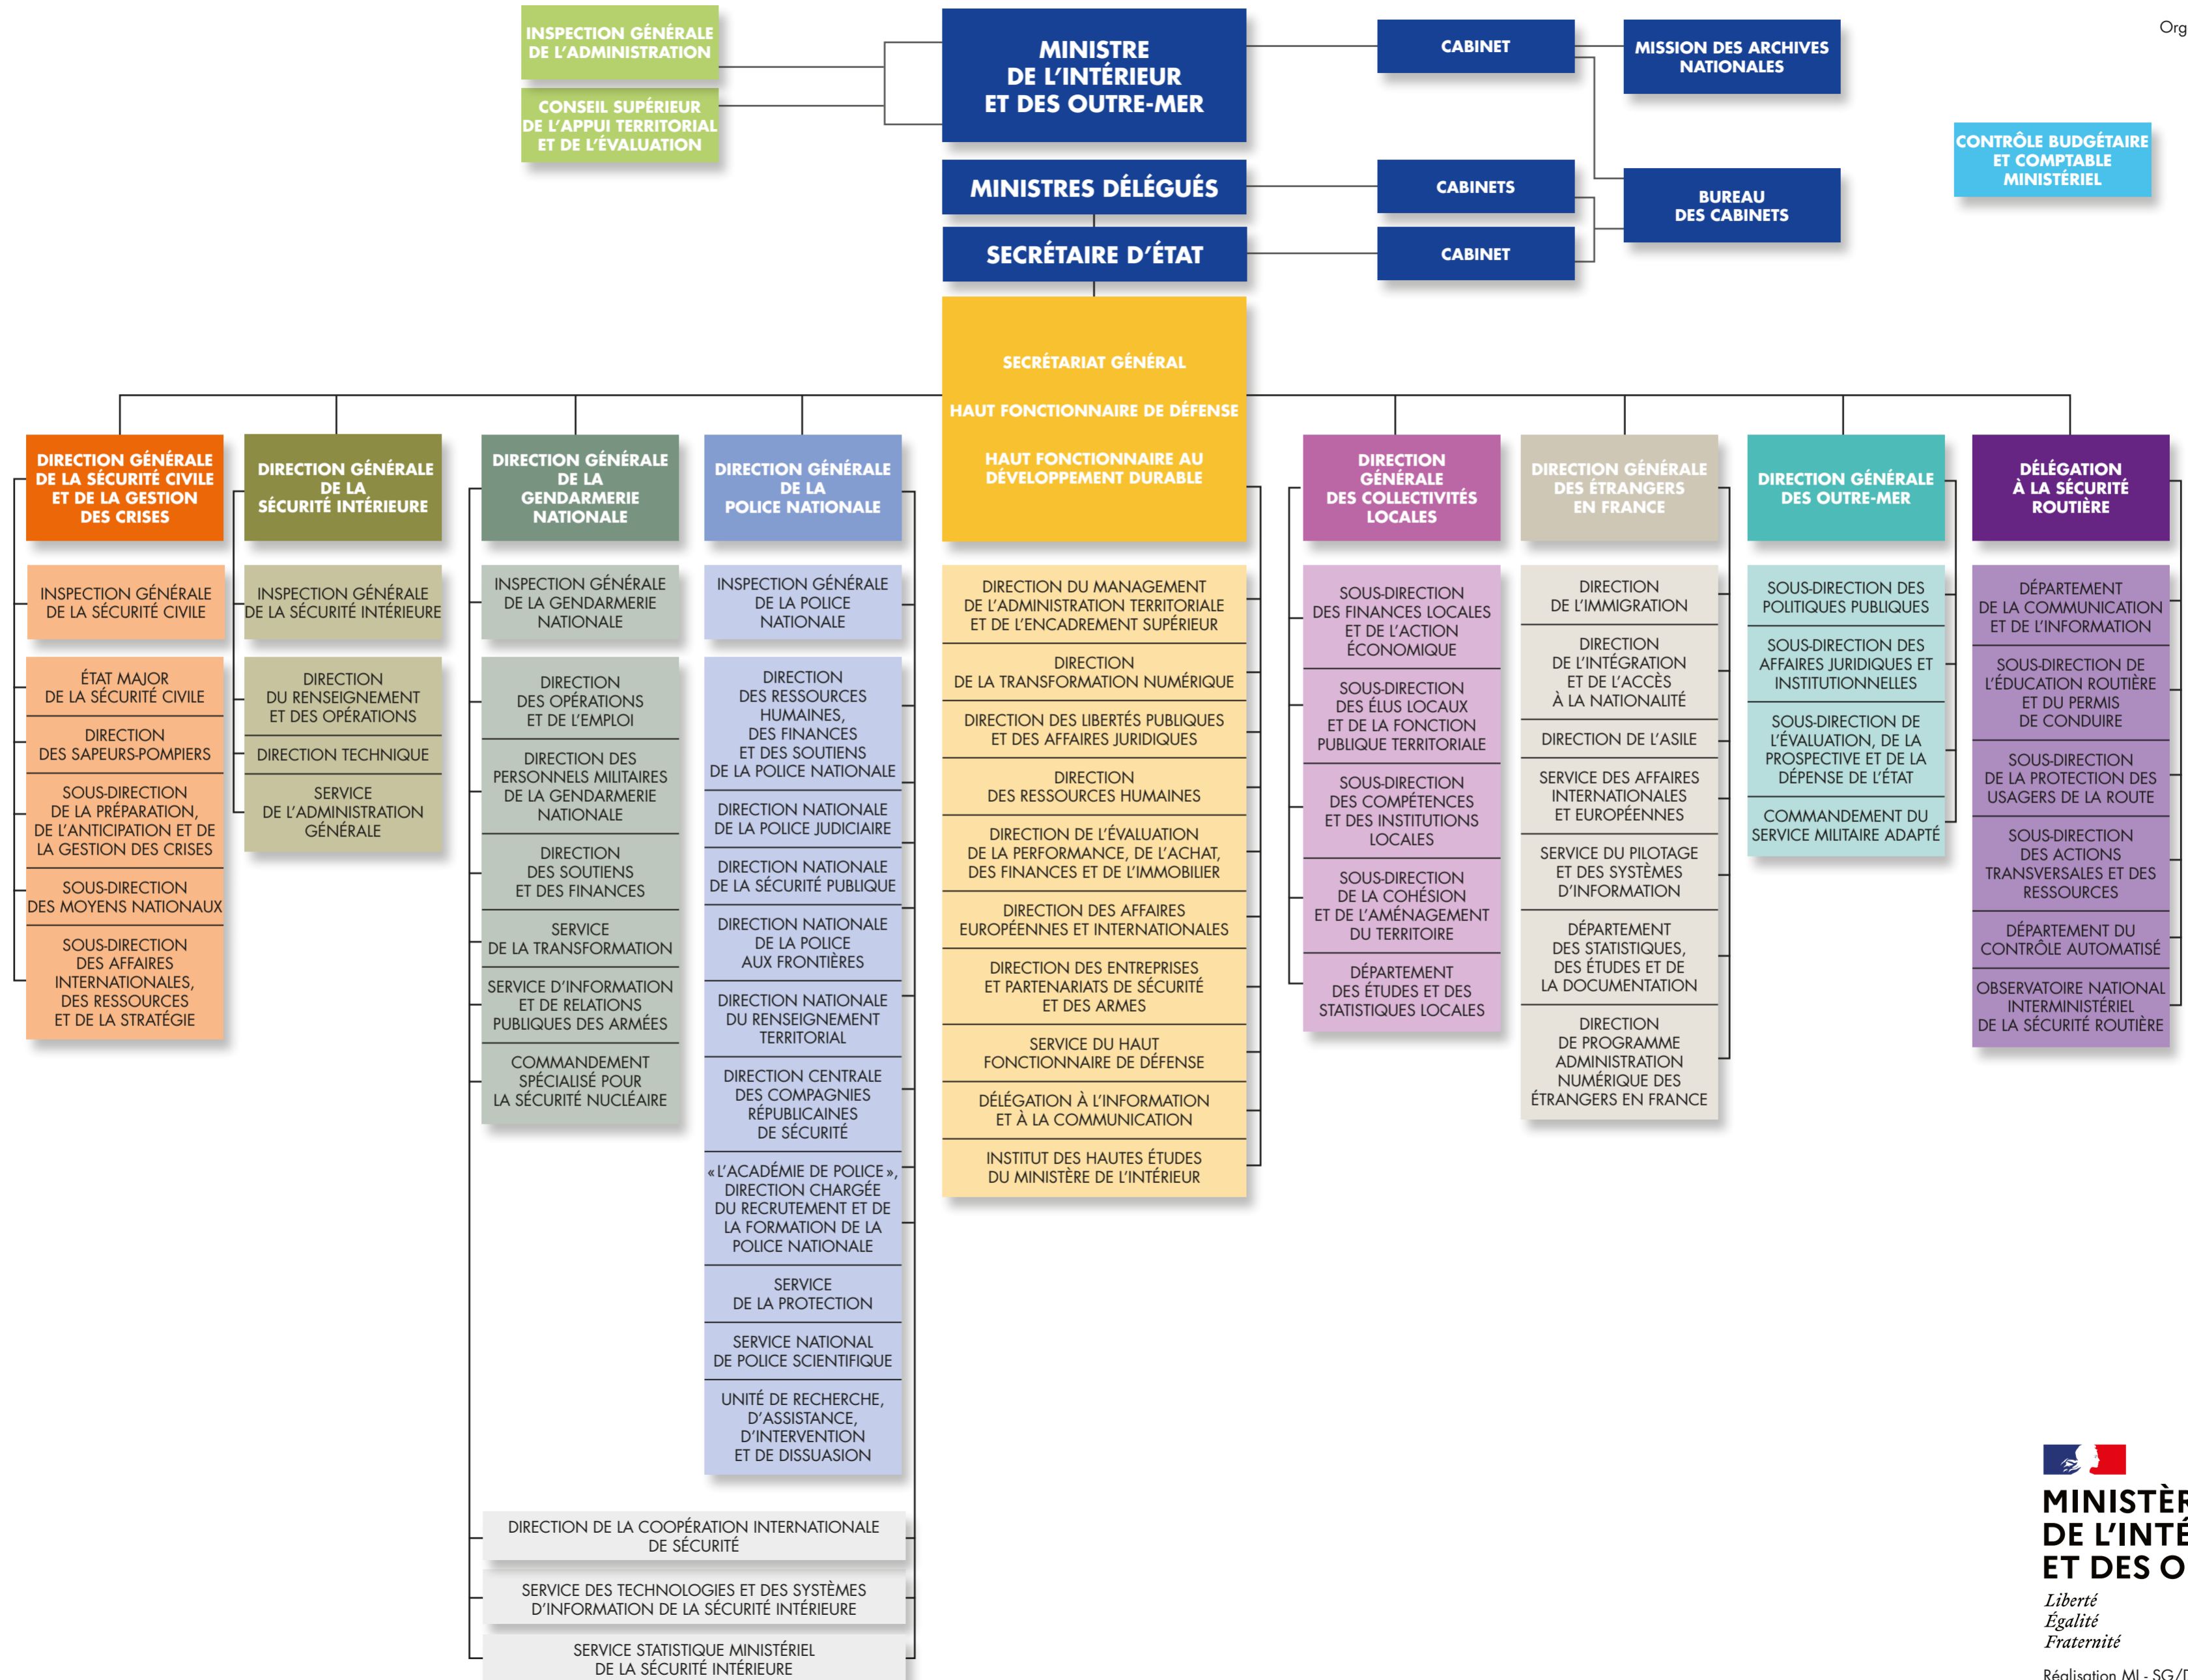 Org
INSPECTION GÉNÉRALE
DE L'ADMINISTRATION
CONSEIL SUPÉRIEUR
DE L'APPUI TERRITORIAL
ET DE L'ÉVALUATION
MINISTRE
DE L'INTÉRIEUR
ET DES OUTRE-MER
CABINET
MISSION DES ARCHIVES
NATIONALES
CONTRÔLE BUDGÉTAIRE
ET COMPTABLE
MINISTÉRIEL
MINISTRES DÉLÉGUÉS
CABINETS
BUREAU
DES CABINETS
SECRÉTAIRE D'ÉTAT
CABINET
SECRÉTARIAT GÉNÉRAL
HAUT FONCTIONNAIRE DE DÉFENSE
HAUT FONCTIONNAIRE AU
DÉVELOPPEMENT DURABLE
DIRECTION GÉNÉRALE
DE LA SÉCURITÉ CIVILE
ET DE LA GESTION
DES CRISES
INSPECTION GÉNÉRALE
DE LA SÉCURITÉ CIVILE
ÉTAT MAJOR
DE LA SÉCURITÉ CIVILE
DIRECTION
DES SAPEURS-POMPIERS
SOUS-DIRECTION
DE LA PRÉPARATION,
DE L'ANTICIPATION ET DE
LA GESTION DES CRISES
SOUS-DIRECTION
DES MOYENS NATIONAUX
SOUS-DIRECTION
DES AFFAIRES
INTERNATIONALES,
DES RESSOURCES
ET DE LA STRATÉGIE
DIRECTION GÉNÉRALE
DE LA
SÉCURITÉ INTÉRIEURE
INSPECTION GÉNÉRALE
DE LA SÉCURITÉ INTÉRIEURE
DIRECTION
DU RENSEIGNEMENT
ET DES OPÉRATIONS
DIRECTION TECHNIQUE
SERVICE
DE L'ADMINISTRATION
GÉNÉRALE
DIRECTION GÉNÉRALE
DE LA
GENDARMERIE
NATIONALE
INSPECTION GÉNÉRALE
DE LA GENDARMERIE
NATIONALE
DIRECTION
DES OPÉRATIONS
ET DE L'EMPLOI
DIRECTION DES
PERSONNELS MILITAIRES
DE LA GENDARMERIE
NATIONALE
DIRECTION
DES SOUTIENS
ET DES FINANCES
SERVICE
DE LA TRANSFORMATION
SERVICE D'INFORMATION
ET DE RELATIONS
PUBLIQUES DES ARMÉES
COMMANDEMENT
SPÉCIALISÉ POUR
LA SÉCURITÉ NUCLÉAIRE
DIRECTION GÉNÉRALE
DE LA
POLICE NATIONALE
INSPECTION GÉNÉRALE
DE LA POLICE
NATIONALE
DIRECTION
DES RESSOURCES
HUMAINES,
DES FINANCES
ET DES SOUTIENS
DE LA POLICE NATIONALE
DIRECTION NATIONALE
DE LA POLICE JUDICIAIRE
DIRECTION NATIONALE
DE LA SÉCURITÉ PUBLIQUE
DIRECTION NATIONALE
DE LA POLICE
AUX FRONTIÈRES
DIRECTION NATIONALE
DU RENSEIGNEMENT
TERRITORIAL
DIRECTION CENTRALE
DES COMPAGNIES
RÉPUBLICAINES
DE SÉCURITÉ
«L'ACADÉMIE DE POLICE»,
DIRECTION CHARGÉE
DU RECRUTEMENT ET DE
LA FORMATION DE LA
POLICE NATIONALE
SERVICE
DE LA PROTECTION
SERVICE NATIONAL
DE POLICE SCIENTIFIQUE
UNITÉ DE RECHERCHE,
D'ASSISTANCE,
D'INTERVENTION
ET DE DISSUASION
DIRECTION DE LA COOPÉRATION INTERNATIONALE
DE SÉCURITÉ
SERVICE DES TECHNOLOGIES ET DES SYSTÈMES
D'INFORMATION DE LA SÉCURITÉ INTÉRIEURE
SERVICE STATISTIQUE MINISTÉRIEL
DE LA SÉCURITÉ INTÉRIEURE
DIRECTION DU MANAGEMENT
DE L'ADMINISTRATION TERRITORIALE
ET DE L'ENCADREMENT SUPÉRIEUR
DIRECTION
DE LA TRANSFORMATION NUMÉRIQUE
DIRECTION DES LIBERTÉS PUBLIQUES
ET DES AFFAIRES JURIDIQUES
DIRECTION
DES RESSOURCES HUMAINES
DIRECTION DE L'ÉVALUATION
DE LA PERFORMANCE, DE L'ACHAT,
DES FINANCES ET DE L'IMMOBILIER
DIRECTION DES AFFAIRES
EUROPÉENNES ET INTERNATIONALES
DIRECTION DES ENTREPRISES
ET PARTENARIATS DE SÉCURITÉ
ET DES ARMES
SERVICE DU HAUT
FONCTIONNAIRE DE DÉFENSE
DÉLÉGATION À L'INFORMATION
ET À LA COMMUNICATION
INSTITUT DES HAUTES ÉTUDES
DU MINISTÈRE DE L'INTÉRIEUR
DIRECTION
GÉNÉRALE
DES COLLECTIVITÉS
LOCALES
SOUS-DIRECTION
DES FINANCES LOCALES
ET DE L'ACTION
ÉCONOMIQUE
SOUS-DIRECTION
DES ÉLUS LOCAUX
ET DE LA FONCTION
PUBLIQUE TERRITORIALE
SOUS-DIRECTION
DES COMPÉTENCES
ET DES INSTITUTIONS
LOCALES
SOUS-DIRECTION
DE LA COHÉSION
ET DE L'AMÉNAGEMENT
DU TERRITOIRE
DÉPARTEMENT
DES ÉTUDES ET DES
STATISTIQUES LOCALES
DIRECTION GÉNÉRALE
DES ÉTRANGERS
EN FRANCE
DIRECTION
DE L'IMMIGRATION
DIRECTION
DE L'INTÉGRATION
ET DE L'ACCÈS
À LA NATIONALITÉ
DIRECTION DE L'ASILE
SERVICE DES AFFAIRES
INTERNATIONALES
ET EUROPÉENNES
SERVICE DU PILOTAGE
ET DES SYSTÈMES
D'INFORMATION
DÉPARTEMENT
DES STATISTIQUES,
DES ÉTUDES ET DE
LA DOCUMENTATION
DIRECTION
DE PROGRAMME
ADMINISTRATION
NUMÉRIQUE DES
ÉTRANGERS EN FRANCE
DIRECTION GÉNÉRALE
DES OUTRE-MER
SOUS-DIRECTION DES
POLITIQUES PUBLIQUES
SOUS-DIRECTION DES
AFFAIRES JURIDIQUES ET
INSTITUTIONNELLES
SOUS-DIRECTION DE
L'ÉVALUATION, DE LA
PROSPECTIVE ET DE LA
DÉPENSE DE L'ÉTAT
COMMANDEMENT DU
SERVICE MILITAIRE ADAPTÉ
DÉLÉGATION
À LA SÉCURITÉ
ROUTIÈRE
DÉPARTEMENT
DE LA COMMUNICATION
ET DE L'INFORMATION
SOUS-DIRECTION DE
L'ÉDUCATION ROUTIÈRE
ET DU PERMIS
DE CONDUIRE
SOUS-DIRECTION
DE LA PROTECTION DES
USAGERS DE LA ROUTE
SOUS-DIRECTION
DES ACTIONS
TRANSVERSALES ET DES
RESSOURCES
DÉPARTEMENT DU
CONTRÔLE AUTOMATISÉ
OBSERVATOIRE NATIONAL
INTERMINISTÉRIEL
DE LA SÉCURITÉ ROUTIÈRE
MINISTÈR
DE L'INTÉ
ET DES O
Liberté
Égalité
Fraternité
Réalisation MI - SG/D